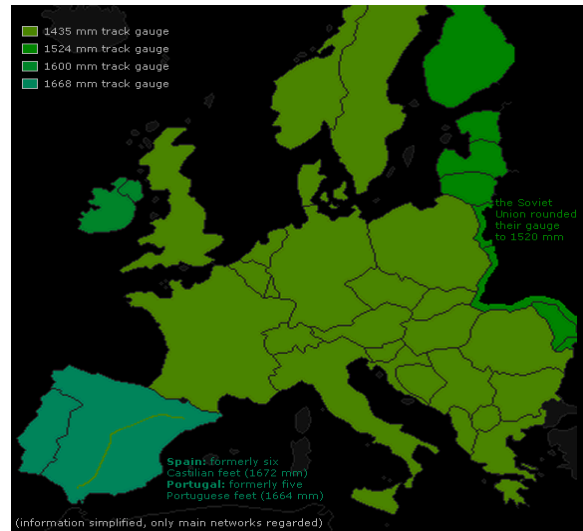 1435 mm track gauge
1524 mm track gauge
1600 mm track gauge
1668 mm track gauge
the Soviet
Union rounded
their gauge
to 1520 mm
Spain: formerly six
Castilian feet (1672 mm)
Portugal: formerly five
Portuguese feet (1664 mm)
(information simplified, only main networks regarded)